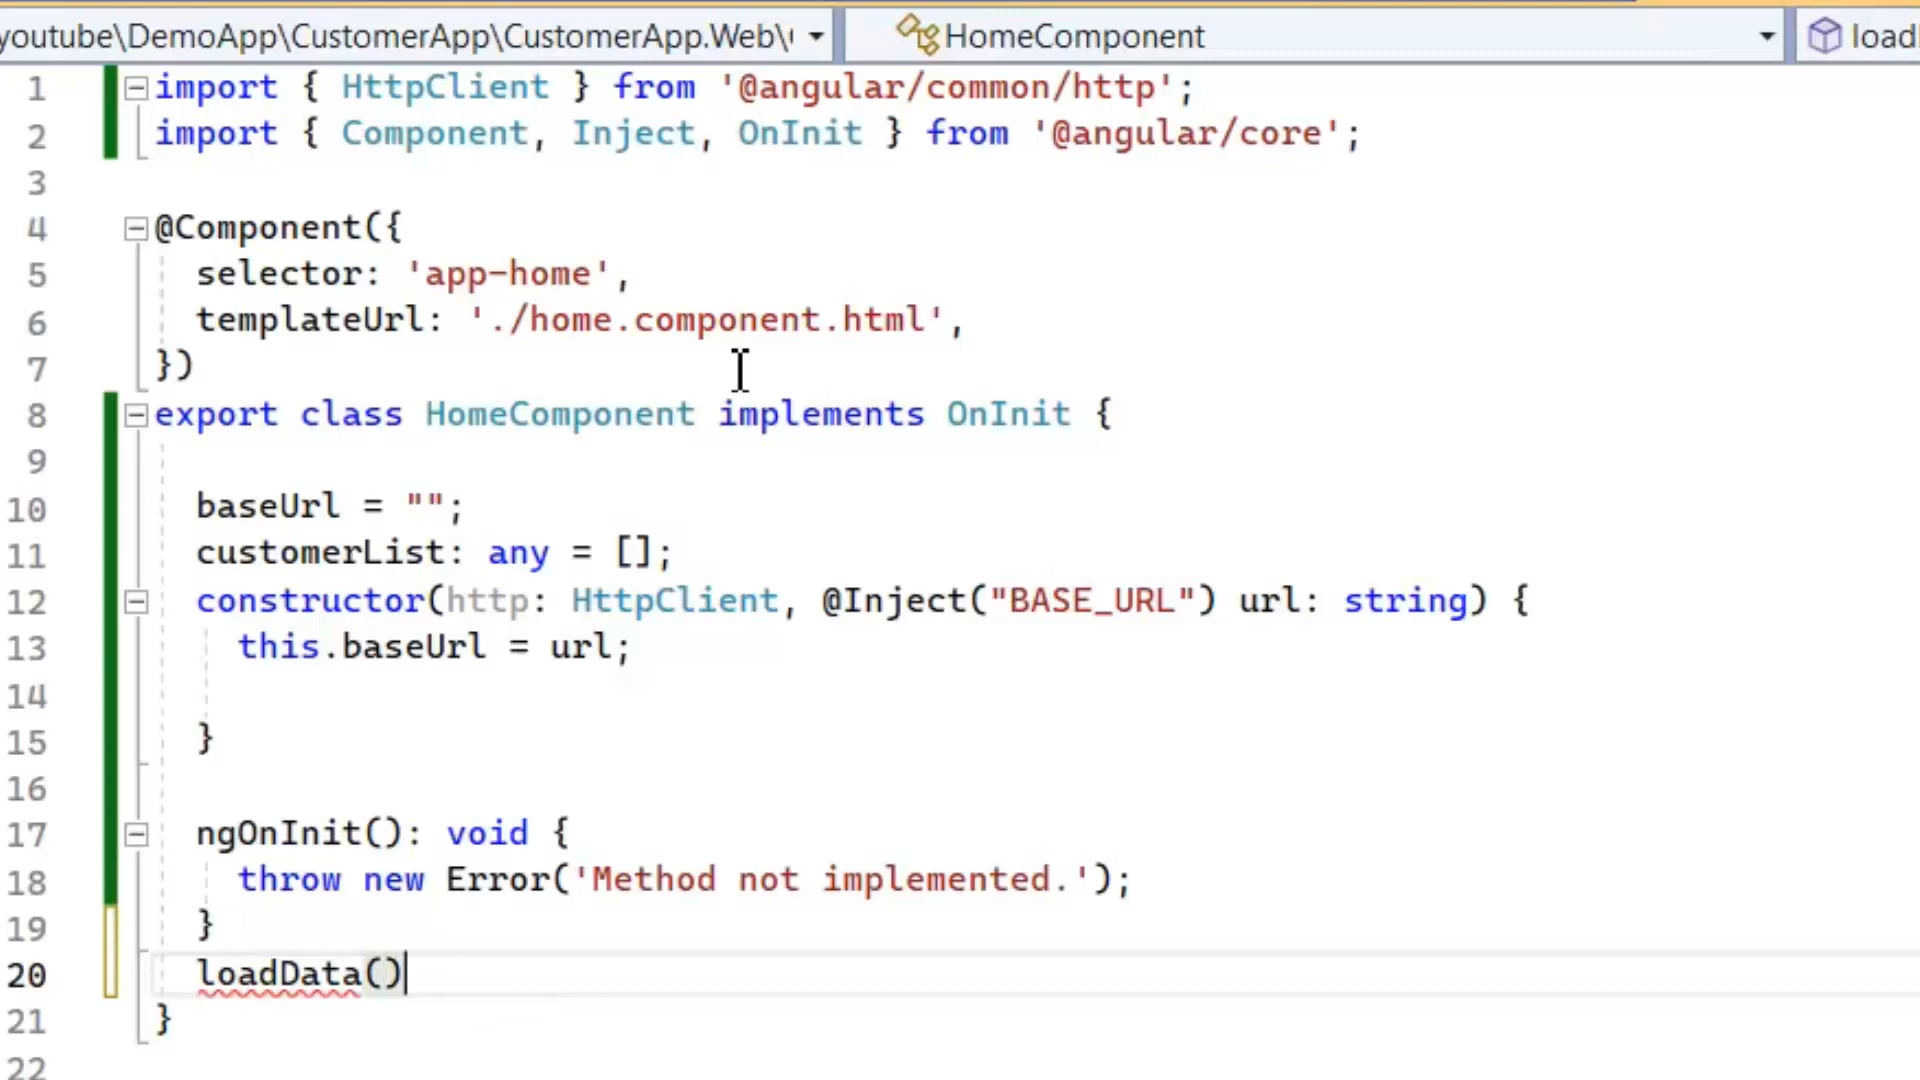 youtube\DemoApp\CustomerApp\CustomerApp.Web\ HomeComponent load
1 import { HttpClient } from '@angular/common/http';
2 import { Component, Inject, OnInit } from '@angular/core';
3
4 @Component({
5 selector: 'app-home',
6 templateUrl: './home.component.html',
7 })
8 export class HomeComponent implements OnInit {
9
10 baseUrl = "";
11 customerList: any = [];
12 constructor(http: HttpClient, @Inject("BASE_URL") url: string) {
13 this.baseUrl = url;
14
15 }
16
17 ngOnInit(): void {
18 throw new Error('Method not implemented.');
19 }
20 loadData()
21 }
22